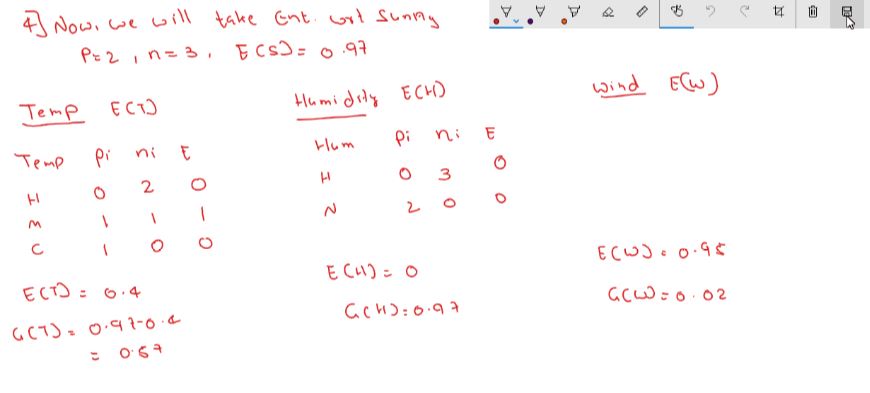 4] Now, we will take Ent. wrt Sunny
P=2, n=3, E(S)=0.97
Temp E(T)
Temp Pi ni E
H 0 2 0
M 1 1 1
C 1 0 0
E(T) = 0.4
G(T) = 0.97-0.4
= 0.57
Humidity E(H)
Hum Pi ni E
H 0 3 0
N 2 0 0
E(H) = 0
G(H) = 0.97
Wind E(W)
E(W) = 0.95
G(W) = 0.02